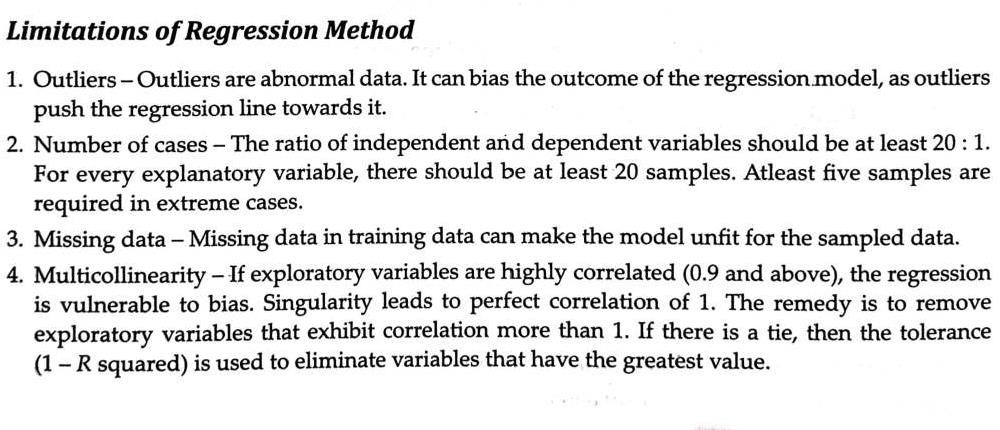 Limitations of Regression Method
1. Outliers – Outliers are abnormal data. It can bias the outcome of the regression model, as outliers
push the regression line towards it.
2. Number of cases – The ratio of independent and dependent variables should be at least 20 : 1.
For every explanatory variable, there should be at least 20 samples. Atleast five samples are
required in extreme cases.
3. Missing data – Missing data in training data can make the model unfit for the sampled data.
4. Multicollinearity – If exploratory variables are highly correlated (0.9 and above), the regression
is vulnerable to bias. Singularity leads to perfect correlation of 1. The remedy is to remove
exploratory variables that exhibit correlation more than 1. If there is a tie, then the tolerance
(1 – R squared) is used to eliminate variables that have the greatest value.